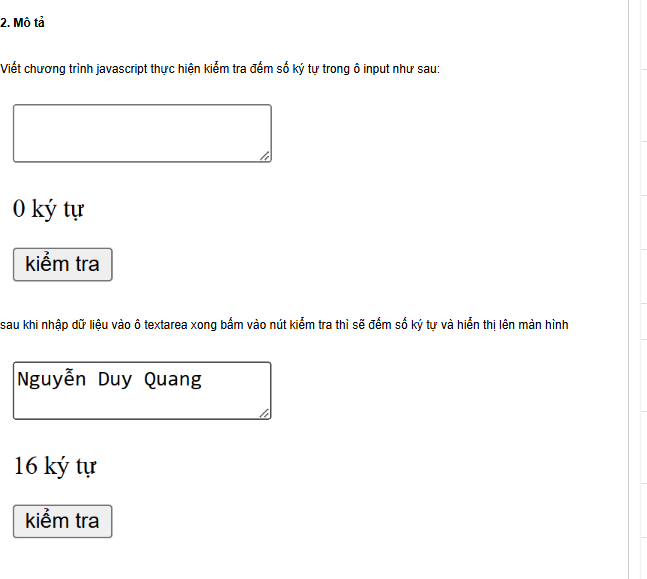 2. Mô tả
Viết chương trình javascript thực hiện kiểm tra đếm số ký tự trong ô input như sau:
0 ký tự
kiểm tra
sau khi nhập dữ liệu vào ô textarea xong bấm vào nút kiểm tra thì sẽ đếm số ký tự và hiển thị lên màn hình
Nguyễn Duy Quang
16 ký tự
kiểm tra